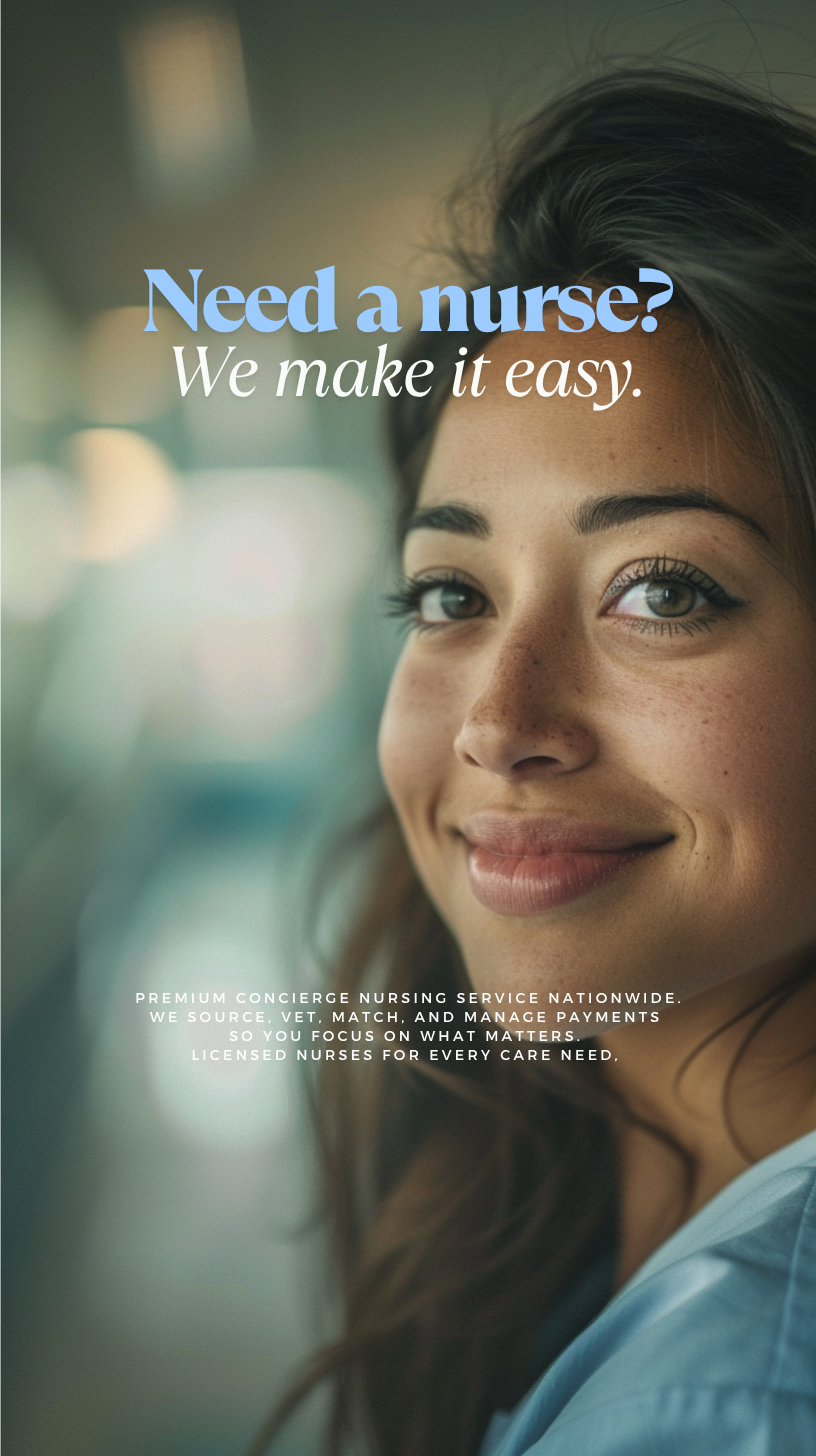 Need a nurse?
We make it easy.
PREMIUM CONCIERGE NURSING SERVICE NATIONWIDE.
WE SOURCE, VET, MATCH, AND MANAGE PAYMENTS
SO YOU FOCUS ON WHAT MATTERS.
LICENSED NURSES FOR EVERY CARE NEED,